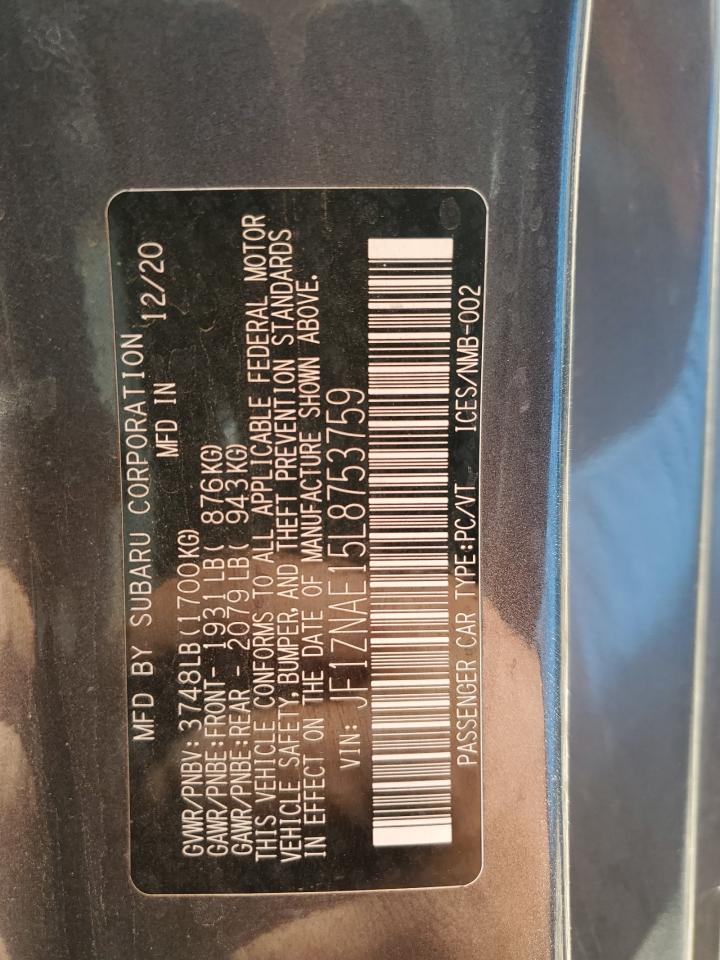 MFD BY SUBARU CORPORATION
MFD IN 12/20
GVWR/PNBV: 3748LB(1700KG)
GAWR/PNBE:FRONT- 1931LB( 876KG)
GAWR/PNBE:REAR - 2079LB( 943KG)
THIS VEHICLE CONFORMS TO ALL APPLICABLE FEDERAL MOTOR
VEHICLE SAFETY, BUMPER, AND THEFT PREVENTION STANDARDS
IN EFFECT ON THE DATE OF MANUFACTURE SHOWN ABOVE.
VIN: JF1ZNAE15L8753759
PASSENGER CAR TYPE:PC/VT ICES/NMB-002